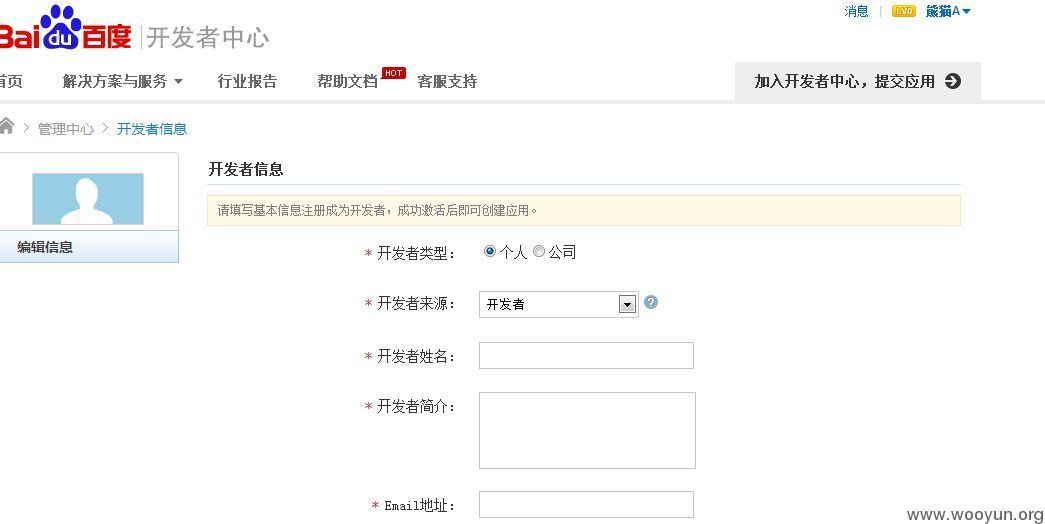 消息 | LV0 熊猫A
Bai du 百度 | 开发者中心
首页 解决方案与服务 行业报告 帮助文档 HOT 客服支持 加入开发者中心，提交应用
> 管理中心 > 开发者信息
开发者信息
请填写基本信息注册成为开发者，成功激活后即可创建应用。
编辑信息
* 开发者类型： 个人 公司
* 开发者来源： 开发者 ?
* 开发者姓名：
* 开发者简介：
* Email地址：
www.wooyun.org